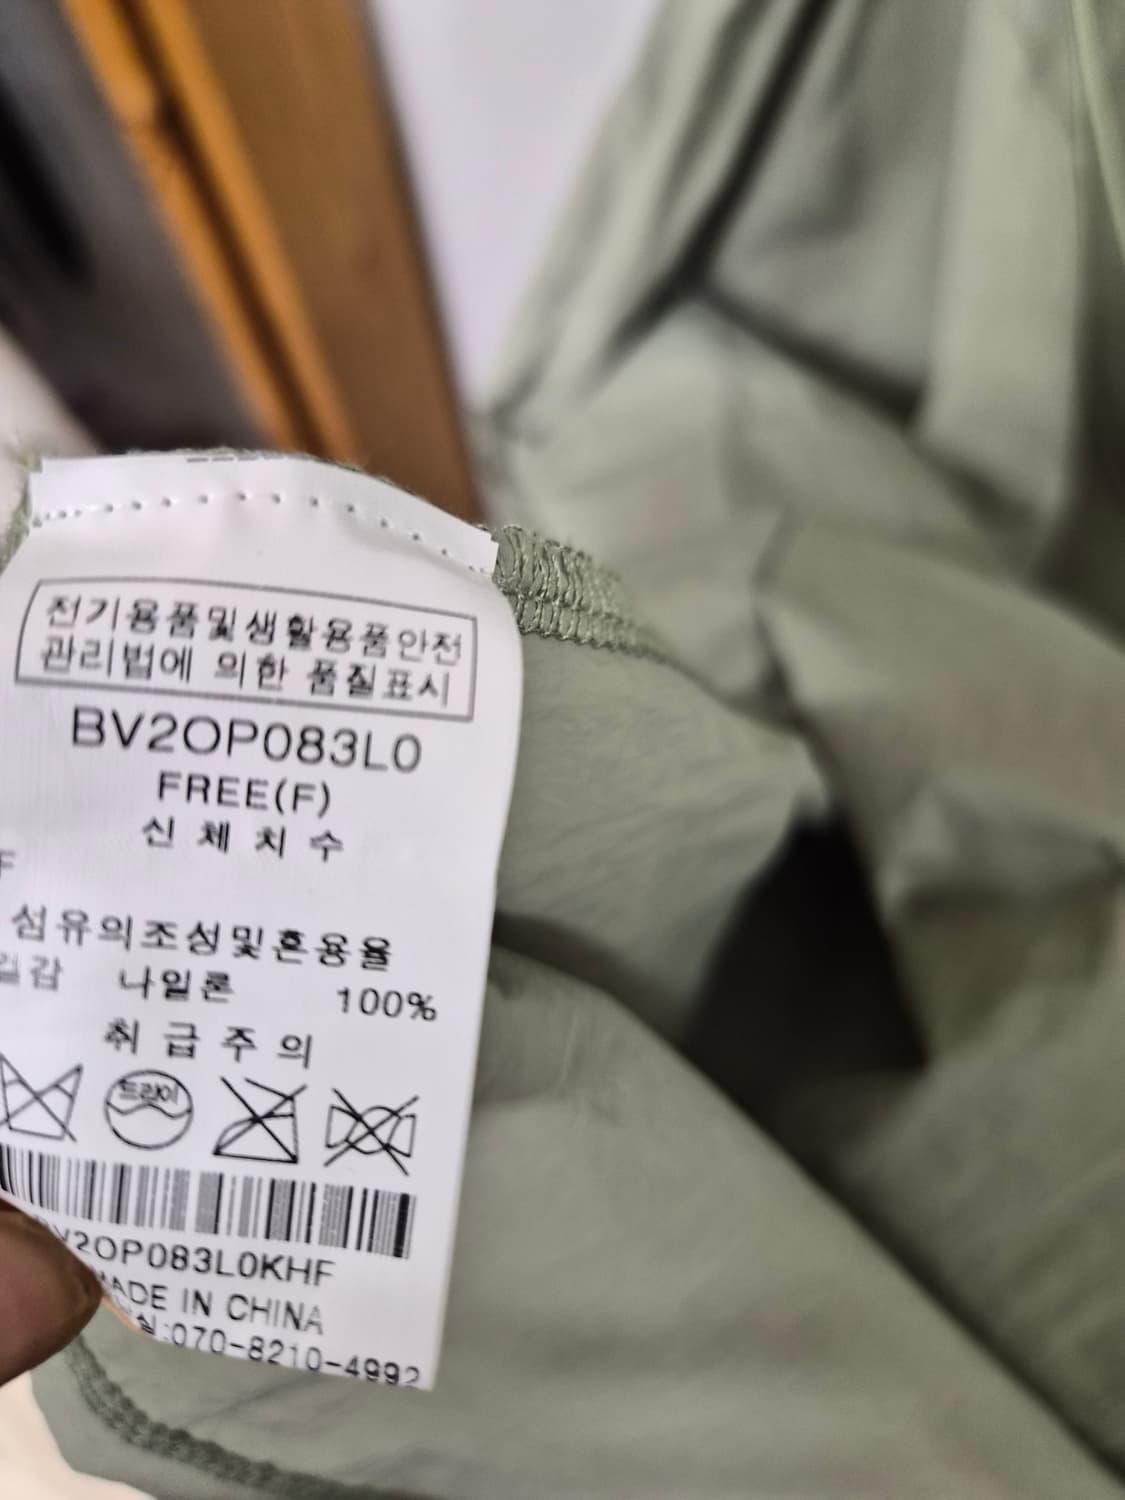 전기용품및생활용품안전
관리법에 의한 품질표시
BV2OP083L0
FREE(F)
신체치수
F
섬유의조성및혼용율
나일론 100%
취급주의
드라이
BV2OP083L0KHF
MADE IN CHINA
실:070-8210-4992